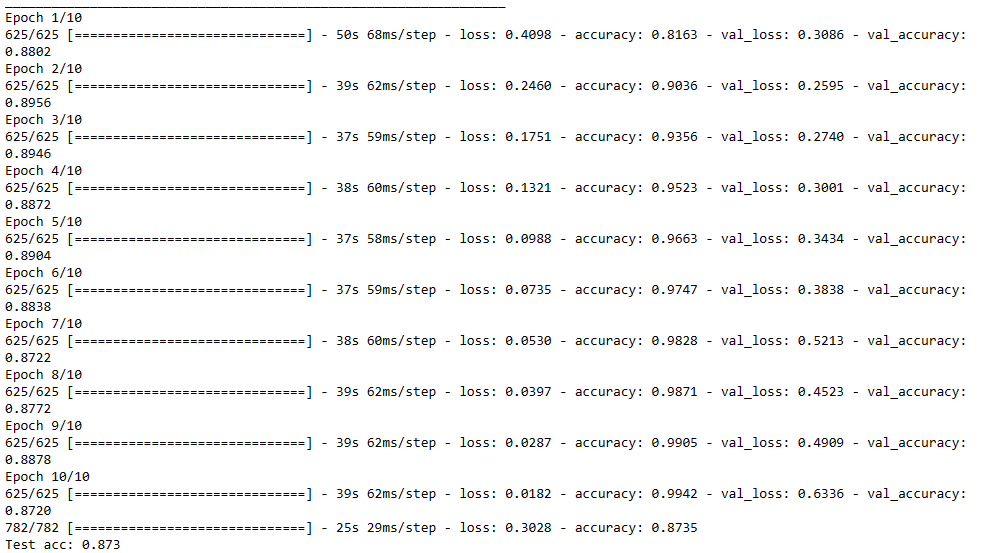 Epoch 1/10
625/625 [==============================] - 50s 68ms/step - loss: 0.4098 - accuracy: 0.8163 - val_loss: 0.3086 - val_accuracy:
0.8802
Epoch 2/10
625/625 [==============================] - 39s 62ms/step - loss: 0.2460 - accuracy: 0.9036 - val_loss: 0.2595 - val_accuracy:
0.8956
Epoch 3/10
625/625 [==============================] - 37s 59ms/step - loss: 0.1751 - accuracy: 0.9356 - val_loss: 0.2740 - val_accuracy:
0.8946
Epoch 4/10
625/625 [==============================] - 38s 60ms/step - loss: 0.1321 - accuracy: 0.9523 - val_loss: 0.3001 - val_accuracy:
0.8872
Epoch 5/10
625/625 [==============================] - 37s 58ms/step - loss: 0.0988 - accuracy: 0.9663 - val_loss: 0.3434 - val_accuracy:
0.8904
Epoch 6/10
625/625 [==============================] - 37s 59ms/step - loss: 0.0735 - accuracy: 0.9747 - val_loss: 0.3838 - val_accuracy:
0.8838
Epoch 7/10
625/625 [==============================] - 38s 60ms/step - loss: 0.0530 - accuracy: 0.9828 - val_loss: 0.5213 - val_accuracy:
0.8722
Epoch 8/10
625/625 [==============================] - 39s 62ms/step - loss: 0.0397 - accuracy: 0.9871 - val_loss: 0.4523 - val_accuracy:
0.8772
Epoch 9/10
625/625 [==============================] - 39s 62ms/step - loss: 0.0287 - accuracy: 0.9905 - val_loss: 0.4909 - val_accuracy:
0.8878
Epoch 10/10
625/625 [==============================] - 39s 62ms/step - loss: 0.0182 - accuracy: 0.9942 - val_loss: 0.6336 - val_accuracy:
0.8720
782/782 [==============================] - 25s 29ms/step - loss: 0.3028 - accuracy: 0.8735
Test acc: 0.873